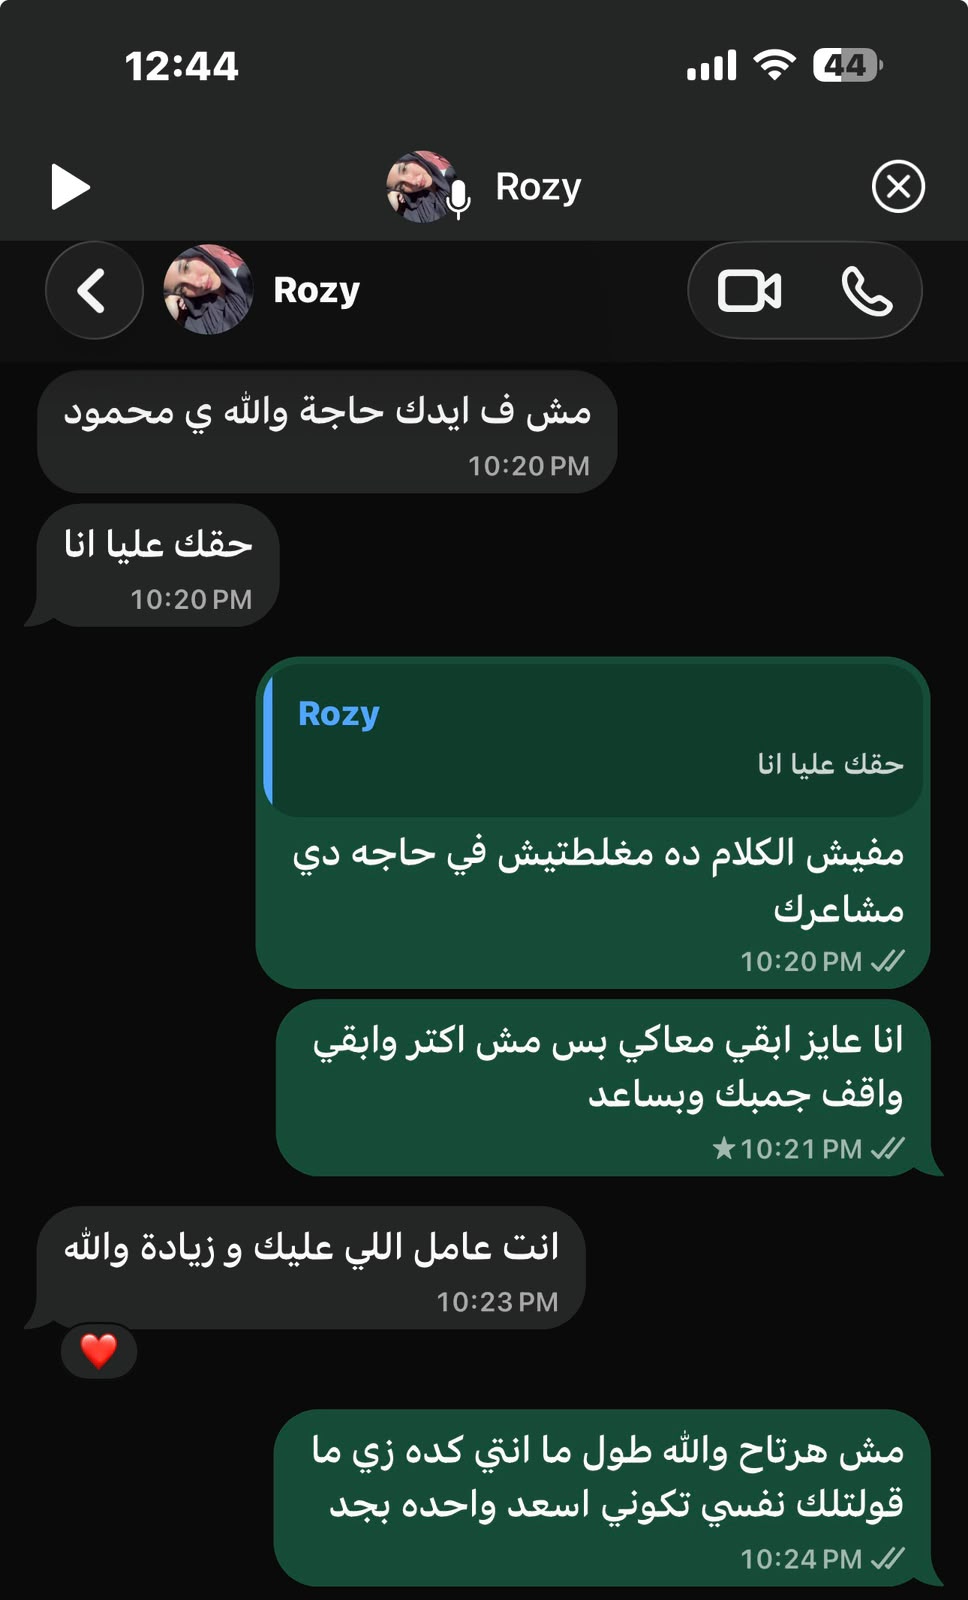 12:44
44
Rozy
Rozy
مش ف ايدك حاجة والله ي محمود
10:20 PM
حقك عليا انا
10:20 PM
Rozy
حقك عليا انا
مفيش الكلام ده مغلطتيش في حاجه دي
مشاعرك
10:20 PM
انا عايز ابقي معاكي بس مش اكتر وابقي
واقف جمبك وبساعد
10:21 PM
انت عامل اللي عليك و زيادة والله
10:23 PM
مش هرتاح والله طول ما انتي كده زي ما
قولتلك نفسي تكوني اسعد واحده بجد
10:24 PM